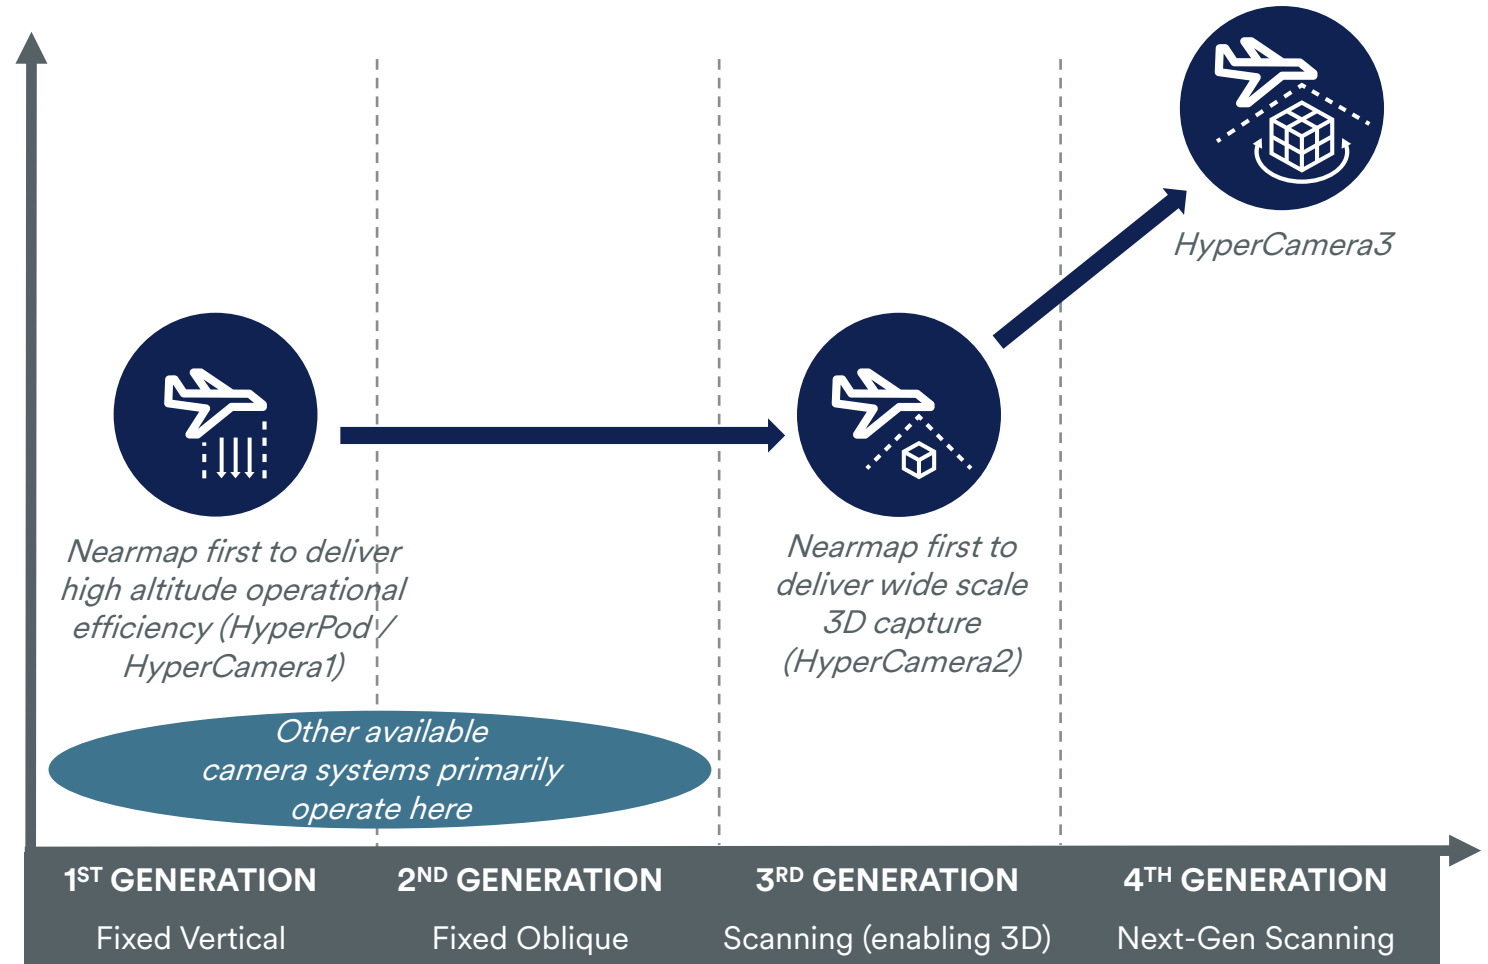 HyperCamera3
Nearmap first to deliver
high altitude operational
efficiency (HyperPod /
HyperCamera1)
Nearmap first to
deliver wide scale
3D capture
(HyperCamera2)
Other available
camera systems primarily
operate here
1ST GENERATION
Fixed Vertical
2ND GENERATION
Fixed Oblique
3RD GENERATION
Scanning (enabling 3D)
4TH GENERATION
Next-Gen Scanning